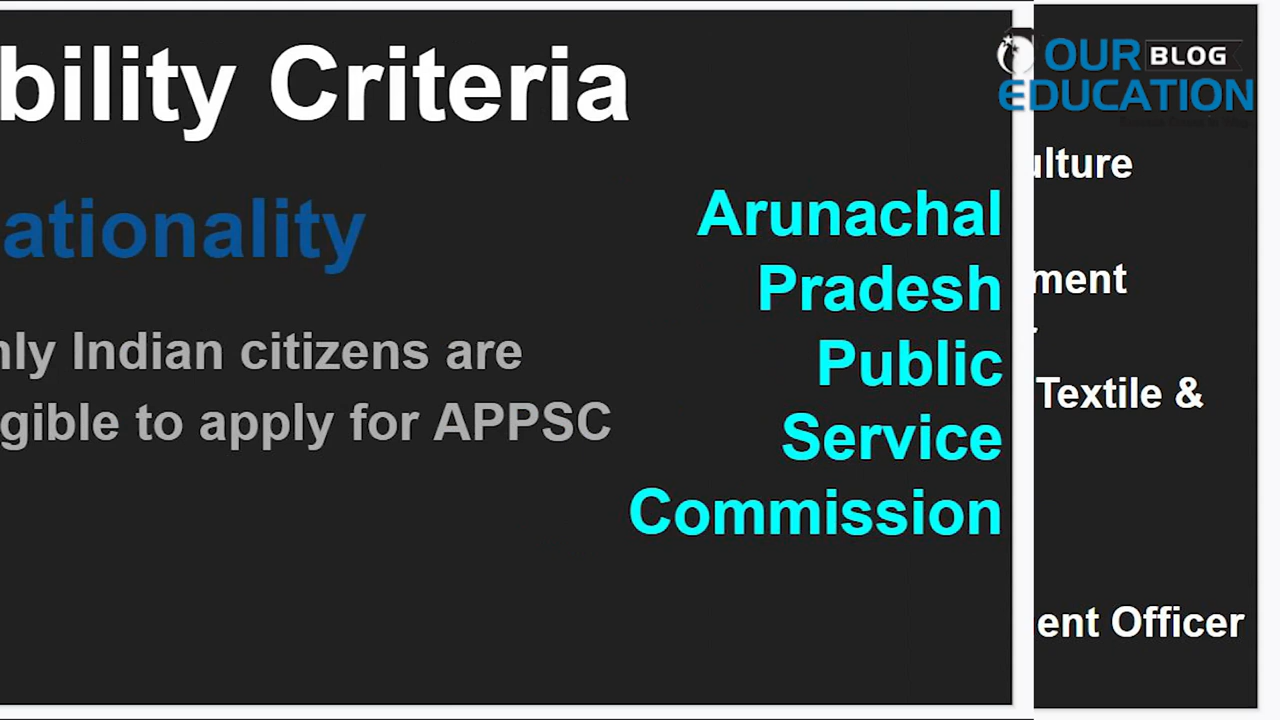 bility Criteria
ationality
nly Indian citizens are
gible to apply for APPSC
Arunachal
Pradesh
Public
Service
Commission
OUR BLOG
EDUCATION
ulture
ment
Textile &
ent Officer